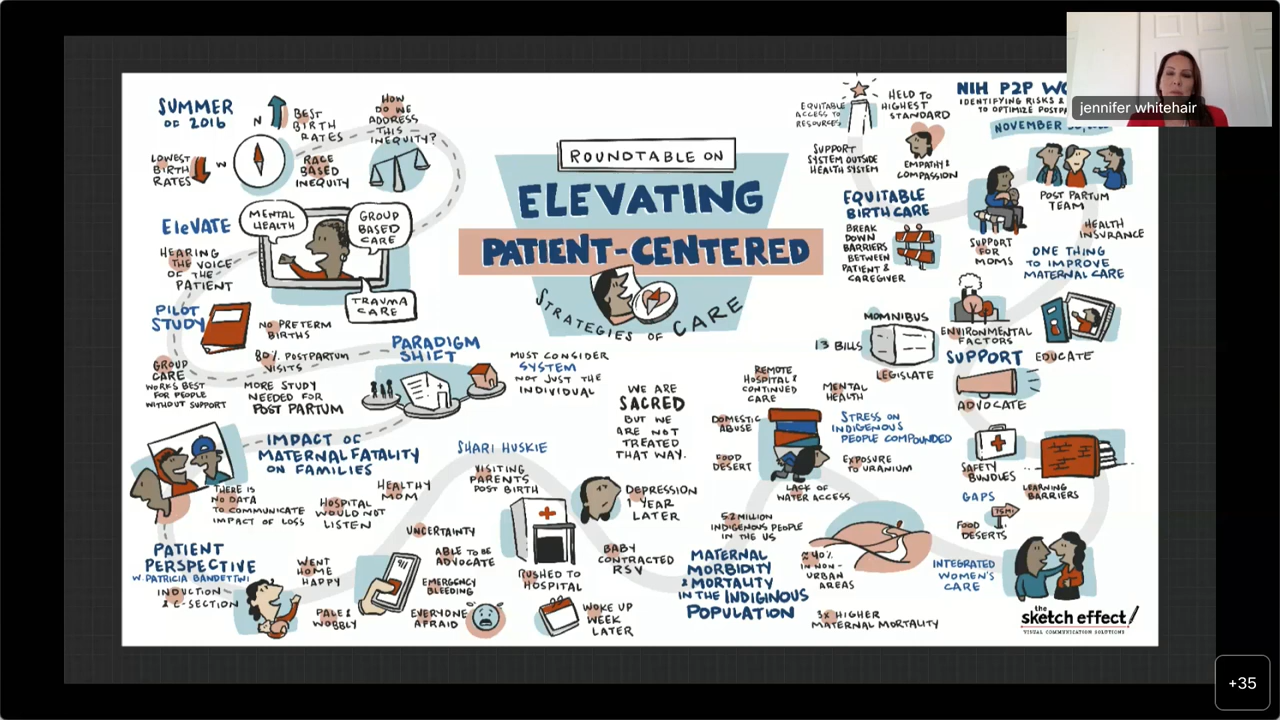 jennifer whitehair
+35
ROUNDTABLE ON
ELEVATING
PATIENT-CENTERED
STRATEGIES OF CARE
SUMMER
OF 2016
N
W
BEST
BIRTH
RATES
LOWEST
BIRTH
RATES
RACE
BASED
INEQUITY
HOW
DO WE
ADDRESS
THIS
INEQUITY?
EleVATE
HEARING
THE VOICE
OF THE
PATIENT
MENTAL
HEALTH
GROUP
BASED
CARE
TRAUMA
CARE
PILOT
STUDY
NO PRETERM
BIRTHS
80% POSTPARTUM
VISITS
GROUP
CARE
WORKS BEST
FOR PEOPLE
WITHOUT SUPPORT
MORE STUDY
NEEDED FOR
POST PARTUM
PARADIGM
SHIFT
MUST CONSIDER
SYSTEM
NOT JUST THE
INDIVIDUAL
IMPACT OF
MATERNAL FATALITY
ON FAMILIES
THERE IS
NO DATA
TO COMMUNICATE
IMPACT OF LOSS
PATIENT
PERSPECTIVE
W. PATRICIA BANDETTINI
INDUCTION
& C-SECTION
WENT
HOME
HAPPY
PALE &
WOBBLY
HOSPITAL
WOULD NOT
LISTEN
HEALTHY
MOM
UNCERTAINTY
911
ABLE TO BE
ADVOCATE
EMERGENCY
BLEEDING
EVERYONE
AFRAID
SHARI HUSKIE
VISITING
PARENTS
POST BIRTH
RUSHED TO
HOSPITAL
WOKE UP
WEEK
LATER
BABY
CONTRACTED
RSV
DEPRESSION
1 YEAR
LATER
WE ARE
SACRED
BUT WE
ARE NOT
TREATED
THAT WAY.
MATERNAL
MORBIDITY
& MORTALITY
IN THE INDIGINOUS
POPULATION
5.2 MILLION
INDIGENOUS PEOPLE
IN THE US
≈ 40%
IN NON-
URBAN
AREAS
3x HIGHER
MATERNAL MORTALITY
REMOTE
HOSPITAL &
CONTINUED
CARE
MENTAL
HEALTH
DOMESTIC
ABUSE
FOOD
DESERT
LACK OF
WATER ACCESS
EXPOSURE
TO URANIUM
STRESS ON
INDIGENOUS
PEOPLE COMPOUNDED
EQUITABLE
ACCESS TO
RESOURCES
HELD TO
HIGHEST
STANDARD
SUPPORT
SYSTEM OUTSIDE
HEALTH SYSTEM
EMPATHY &
COMPASSION
EQUITABLE
BIRTH CARE
BREAK
DOWN
BARRIERS
BETWEEN
PATIENT &
CAREGIVER
NIH P2P
IDENTIFYING RISKS &
TO OPTIMIZE
NOVEMBER
POST PARTUM
TEAM
SUPPORT
FOR
MOMS
HEALTH
INSURANCE
ONE THING
TO IMPROVE
MATERNAL CARE
ENVIRONMENTAL
FACTORS
EDUCATE
MOMNIBUS
13 BILLS
LEGISLATE
SUPPORT
ADVOCATE
SAFETY
BUNDLES
LEARNING
BARRIERS
GAPS
75MI
FOOD
DESERTS
INTEGRATED
WOMEN'S
CARE
the
sketch effect
VISUAL COMMUNICATION SOLUTIONS